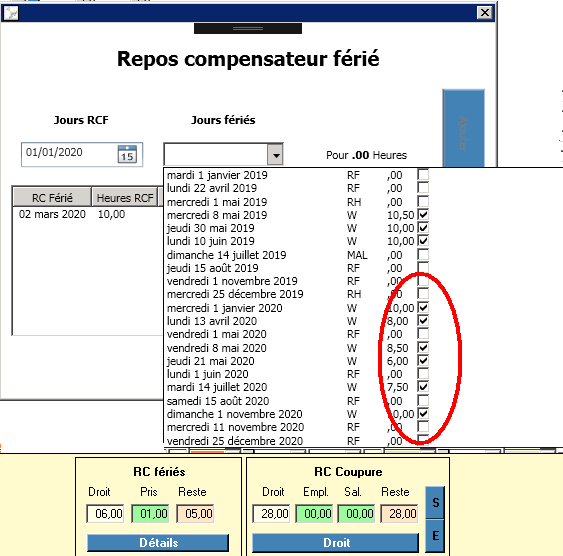 Repos compensateur férié
Jours RCF Jours fériés
01/01/2020 15 Pour .00 Heures
RC Férié Heures RCF
02 mars 2020 10,00
mardi 1 janvier 2019 RF ,00
lundi 22 avril 2019 RF ,00
mercredi 1 mai 2019 RH ,00
mercredi 8 mai 2019 W 10,50
jeudi 30 mai 2019 W 10,00
lundi 10 juin 2019 W 10,00
dimanche 14 juillet 2019 MAL ,00
jeudi 15 août 2019 RF ,00
vendredi 1 novembre 2019 RF ,00
mercredi 25 décembre 2019 RH ,00
mercredi 1 janvier 2020 W 10,00
lundi 13 avril 2020 W 8,00
vendredi 1 mai 2020 RF ,00
vendredi 8 mai 2020 W 8,50
jeudi 21 mai 2020 W 6,00
lundi 1 juin 2020 RF ,00
mardi 14 juillet 2020 W 7,50
samedi 15 août 2020 RF ,00
dimanche 1 novembre 2020 W 10,00
mercredi 11 novembre 2020 RF ,00
vendredi 25 décembre 2020 RF ,00
RC fériés RC Coupure
Droit Pris Reste Droit Empl. Sal. Reste S
06,00 01,00 05,00 28,00 00,00 00,00 28,00
Détails Droit E